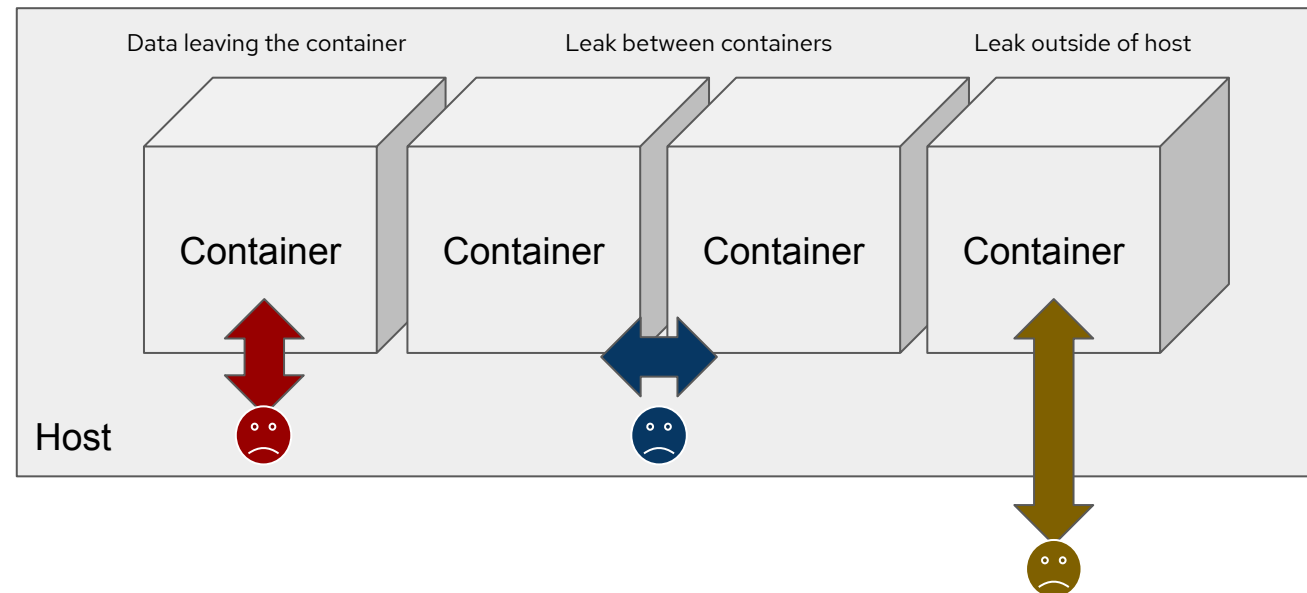 Data leaving the container
Leak between containers
Leak outside of host
Container
Container
Container
Container
Host